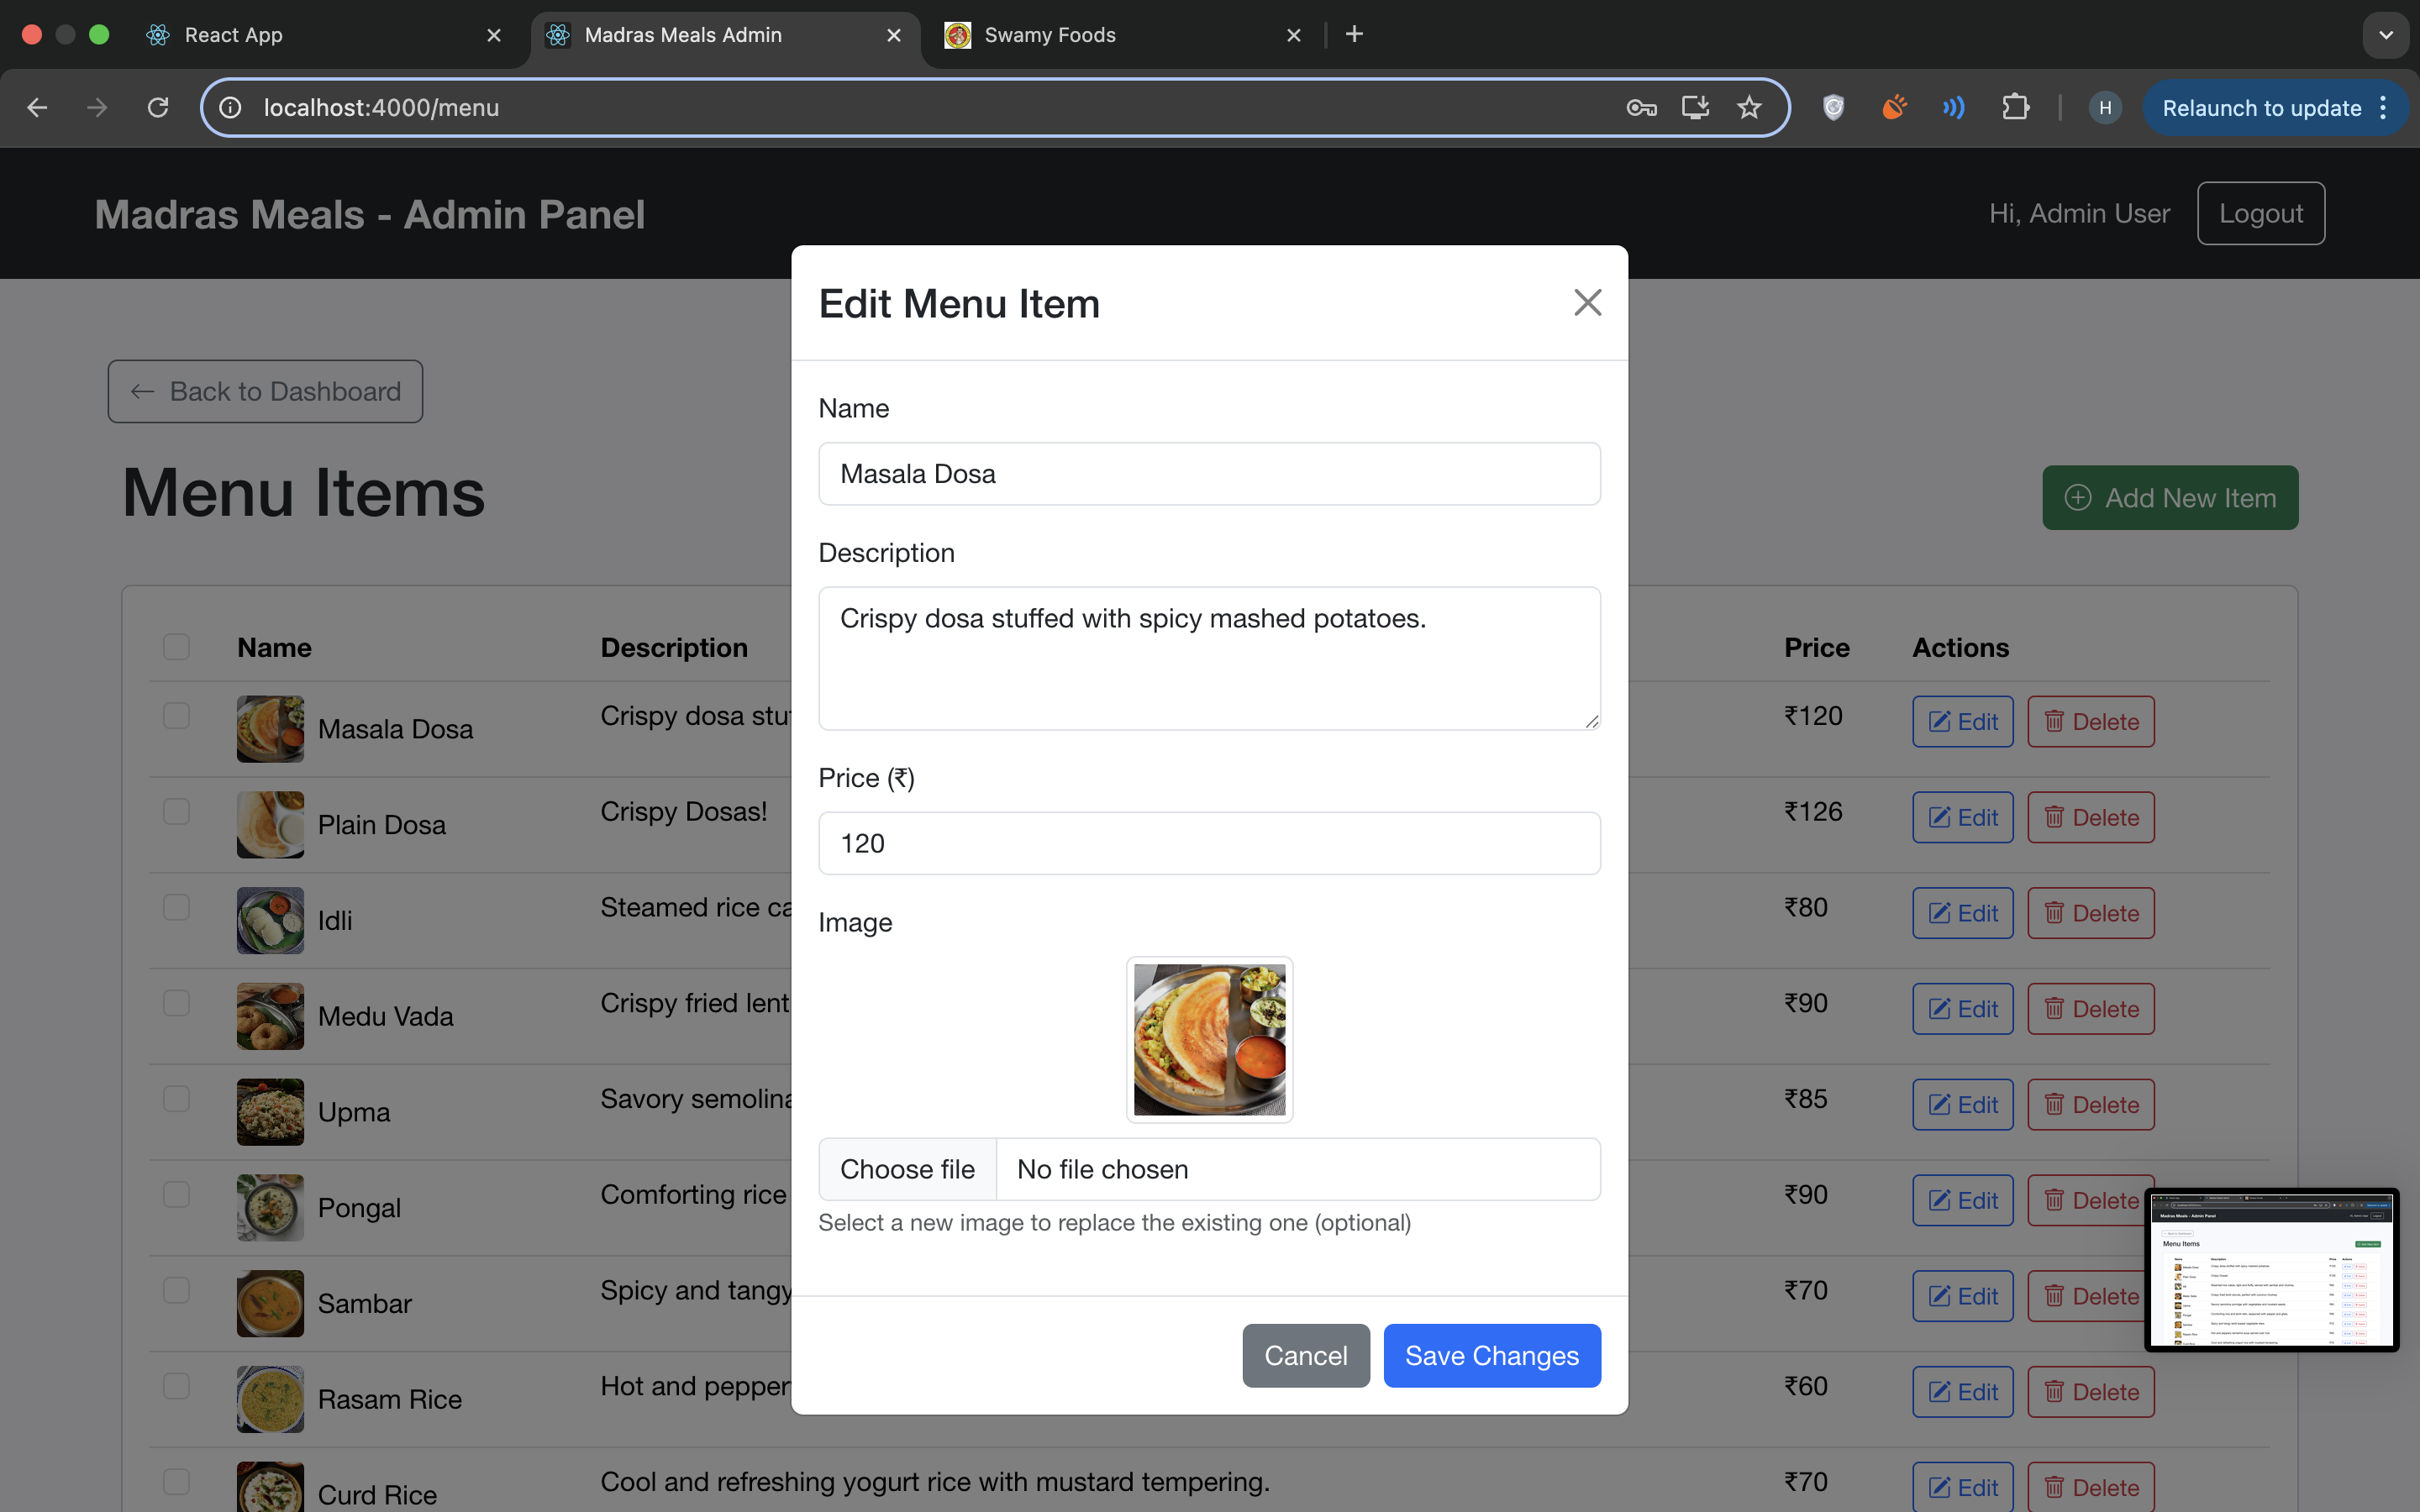 React App
Madras Meals Admin
Swamy Foods
localhost:4000/menu
H
Relaunch to update
Madras Meals - Admin Panel
Hi, Admin User
Logout
Edit Menu Item
← Back to Dashboard
Name
Masala Dosa
Menu Items
Add New Item
Description
Crispy dosa stuffed with spicy mashed potatoes.
Name Description Price Actions
Masala Dosa Crispy dosa ₹120 Edit Delete
Price (₹)
120
Plain Dosa Crispy Dosas! ₹126 Edit Delete
Idli Steamed rice ₹80 Edit Delete
Image
Medu Vada Crispy fried ₹90 Edit Delete
Upma Savory ₹85 Edit Delete
Choose file No file chosen
Select a new image to replace the existing one (optional)
Pongal Comforting rice ₹90 Edit Delete
Sambar Spicy and tangy ₹70 Edit Delete
Cancel
Save Changes
Rasam Rice Hot and ₹60 Edit Delete
Curd Rice Cool and refreshing yogurt rice with mustard tempering. ₹70 Edit Delete
Madras Meals - Admin Panel
Menu Items